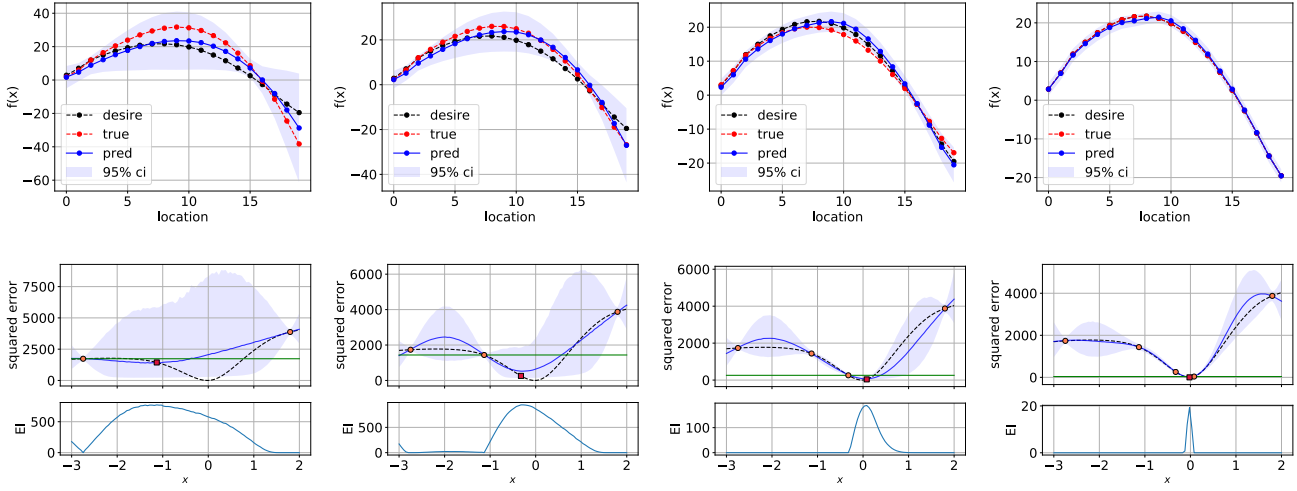 f(x)
40
20
0
−20
−40
−60
desire
true
pred
95% ci
0 5 10 15
location
f(x)
40
20
0
−20
−40
desire
true
pred
95% ci
0 5 10 15
location
f(x)
20
10
0
−10
−20
desire
true
pred
95% ci
0 5 10 15
location
f(x)
20
10
0
−10
−20
desire
true
pred
95% ci
0 5 10 15
location
squared error
7500
5000
2500
0
squared error
6000
4000
2000
0
squared error
6000
4000
2000
0
squared error
4000
2000
0
EI
500
0
−3 −2 −1 0 1 2
x
EI
500
0
−3 −2 −1 0 1 2
x
EI
100
0
−3 −2 −1 0 1 2
x
EI
20
0
−3 −2 −1 0 1 2
x